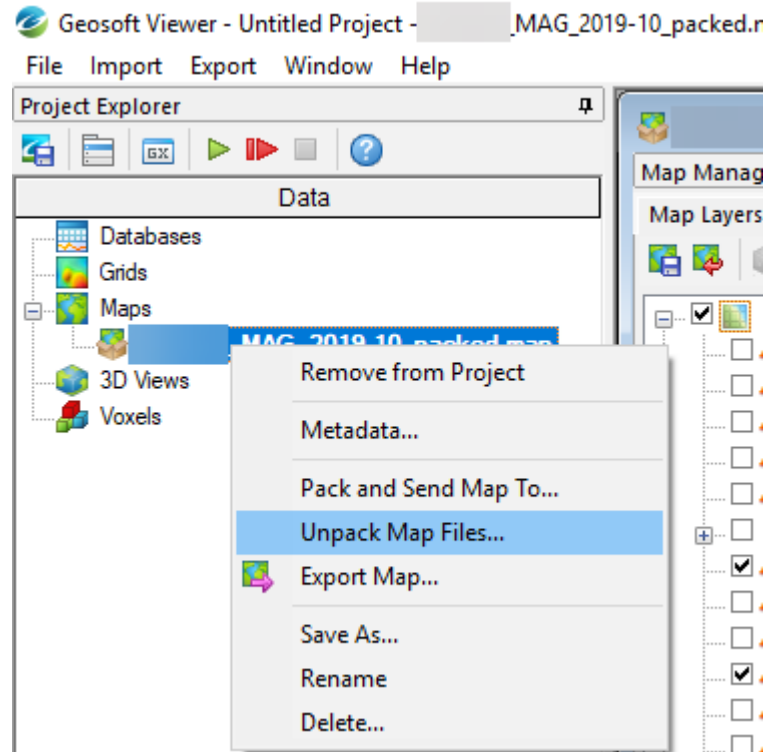 Geosoft Viewer - Untitled Project - _MAG_2019-10_packed.m
File Import Export Window Help
Project Explorer
GX
Data
Databases
Grids
Maps
_MAG_2019-10_packed.map
3D Views
Voxels
Remove from Project
Metadata...
Pack and Send Map To...
Unpack Map Files...
Export Map...
Save As...
Rename
Delete...
Map Manag
Map Layers